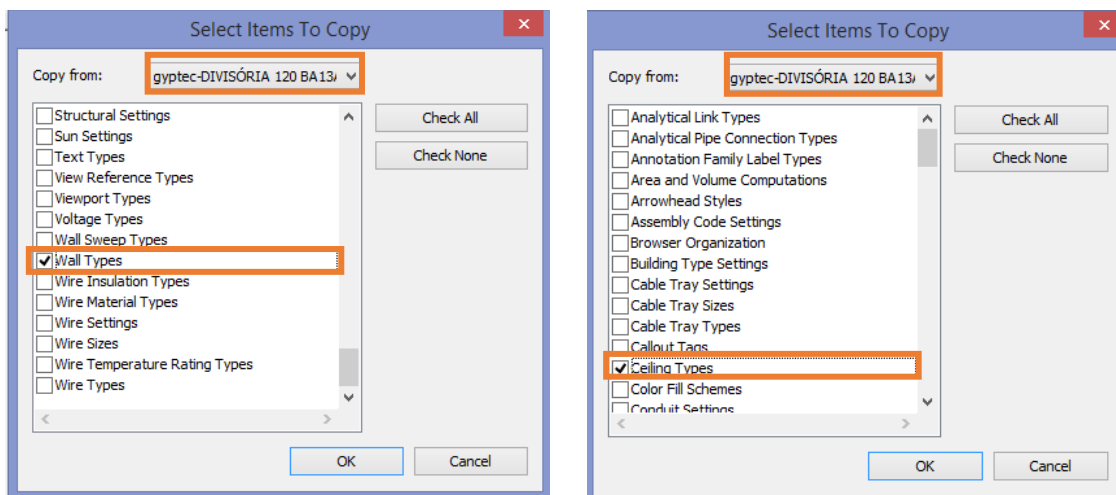 Select Items To Copy
Copy from:
gyptec-DIVISÓRIA 120 BA13
Structural Settings
Sun Settings
Text Types
View Reference Types
Viewport Types
Voltage Types
Wall Sweep Types
Wall Types
Wire Insulation Types
Wire Material Types
Wire Settings
Wire Sizes
Wire Temperature Rating Types
Wire Types
Check All
Check None
OK
Cancel
Select Items To Copy
Copy from:
gyptec-DIVISÓRIA 120 BA13
Analytical Link Types
Analytical Pipe Connection Types
Annotation Family Label Types
Area and Volume Computations
Arrowhead Styles
Assembly Code Settings
Browser Organization
Building Type Settings
Cable Tray Settings
Cable Tray Sizes
Cable Tray Types
Callout Tags
Ceiling Types
Color Fill Schemes
Conduit Settings
Check All
Check None
OK
Cancel